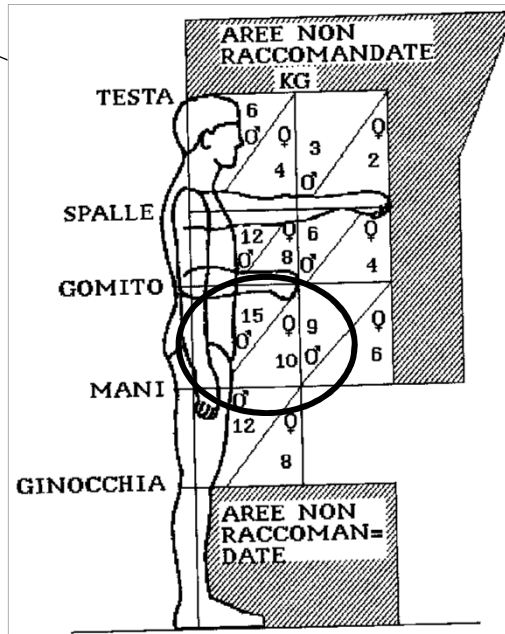 AREE NON
RACCOMANDATE
KG
TESTA
6 ♂ ♀ 4
3 ♂ ♀ 2
SPALLE
12 ♂ ♀ 8
6 ♂ ♀ 4
GOMITO
15 ♂ ♀ 10
9 ♂ ♀ 6
MANI
♂ 12 ♀ 8
GINOCCHIA
AREE NON
RACCOMAN=
DATE